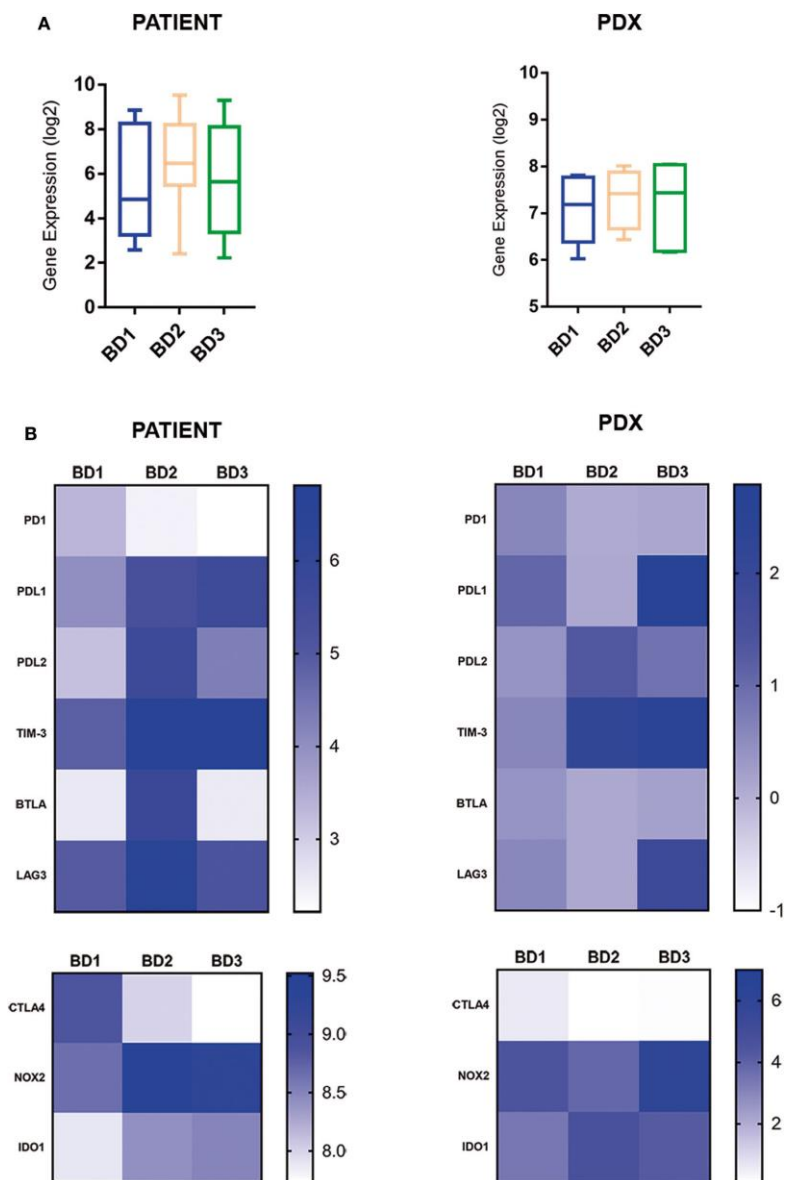 A
PATIENT
PDX
Gene Expression (log2)
10
8
6
4
2
0
BD1
BD2
BD3
Gene Expression (log2)
10
9
8
7
6
5
BD1
BD2
BD3
B
PATIENT
BD1 BD2 BD3
PD1
PDL1
PDL2
TIM-3
BTLA
LAG3
6
5
4
3
PDX
BD1 BD2 BD3
PD1
PDL1
PDL2
TIM-3
BTLA
LAG3
2
1
0
-1
BD1 BD2 BD3
CTLA4
NOX2
IDO1
9.5
9.0
8.5
8.0
BD1 BD2 BD3
CTLA4
NOX2
IDO1
6
4
2